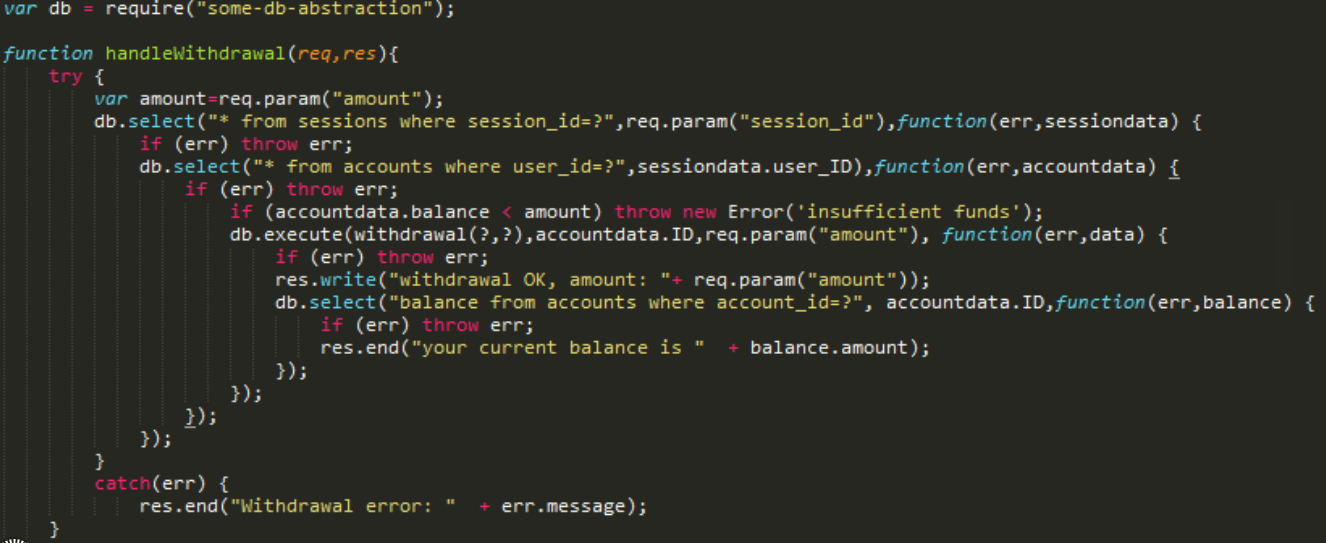 var db = require("some-db-abstraction");
function handleWithdrawal(req,res){
try {
var amount=req.param("amount");
db.select("* from sessions where session_id=?",req.param("session_id"),function(err,sessiondata) {
if (err) throw err;
db.select("* from accounts where user_id=?",sessiondata.user_ID),function(err,accountdata) {
if (err) throw err;
if (accountdata.balance < amount) throw new Error('insufficient funds');
db.execute(withdrawal(?,?),accountdata.ID,req.param("amount"), function(err,data) {
if (err) throw err;
res.write("withdrawal OK, amount: "+ req.param("amount"));
db.select("balance from accounts where account_id=?", accountdata.ID,function(err,balance) {
if (err) throw err;
res.end("your current balance is "  + balance.amount);
});
});
});
});
}
catch(err) {
res.end("Withdrawal error: "  + err.message);
}